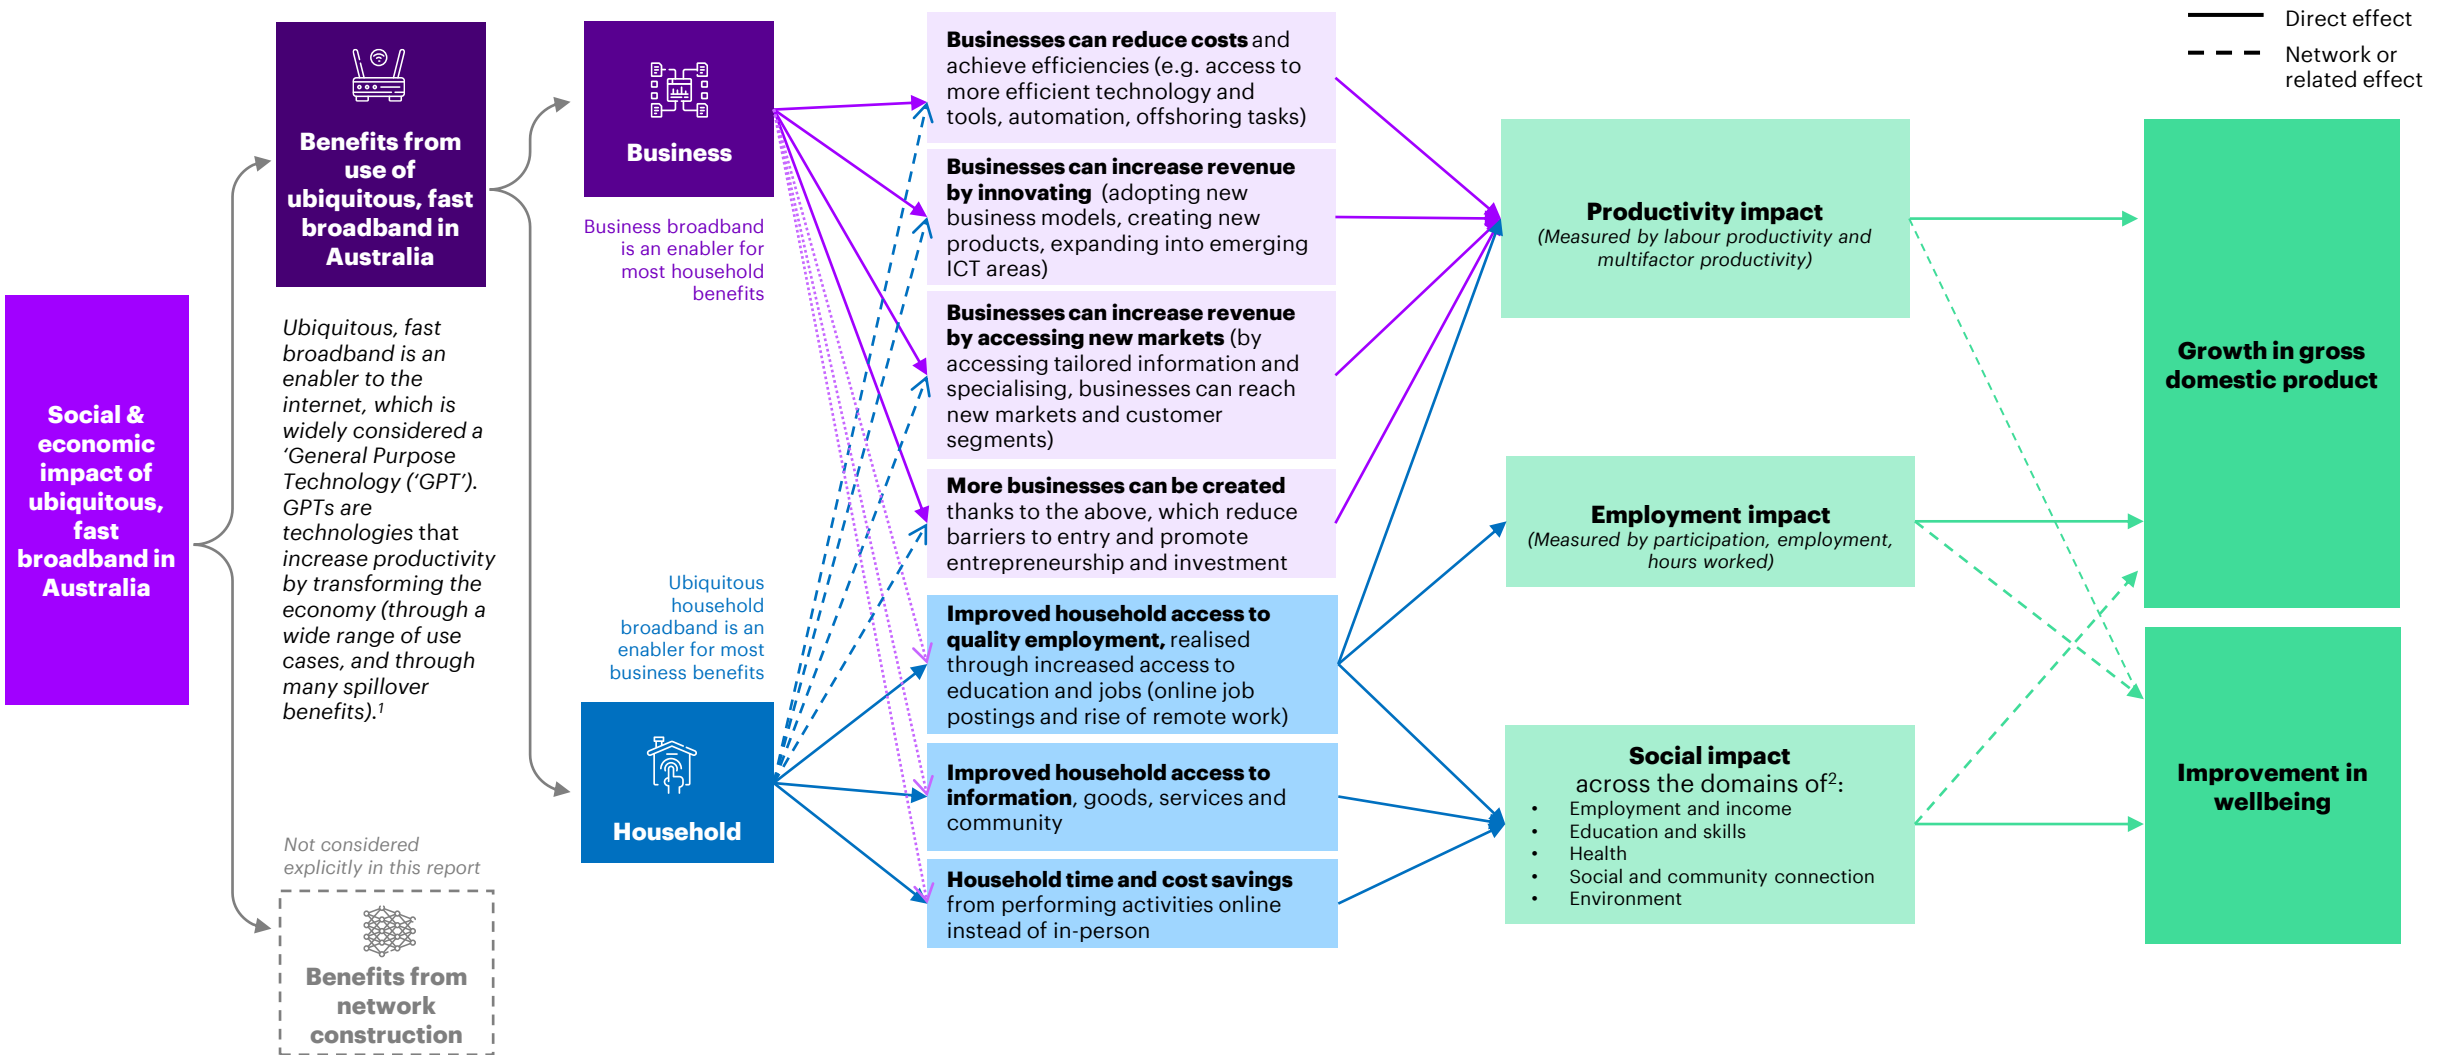 Direct effect
Network or
related effect
Social &
economic
impact of
ubiquitous,
fast
broadband in
Australia
Benefits from
use of
ubiquitous, fast
broadband in
Australia
Ubiquitous, fast
broadband is an
enabler to the
internet, which is
widely considered a
‘General Purpose
Technology (‘GPT’).
GPTs are
technologies that
increase productivity
by transforming the
economy (through a
wide range of use
cases, and through
many spillover
benefits).¹
Not considered
explicitly in this report
Benefits from
network
construction
Business
Business broadband
is an enabler for
most household
benefits
Ubiquitous
household
broadband is an
enabler for most
business benefits
Household
Businesses can reduce costs and
achieve efficiencies (e.g. access to
more efficient technology and
tools, automation, offshoring tasks)
Businesses can increase revenue
by innovating (adopting new
business models, creating new
products, expanding into emerging
ICT areas)
Businesses can increase revenue
by accessing new markets (by
accessing tailored information and
specialising, businesses can reach
new markets and customer
segments)
More businesses can be created
thanks to the above, which reduce
barriers to entry and promote
entrepreneurship and investment
Improved household access to
quality employment, realised
through increased access to
education and jobs (online job
postings and rise of remote work)
Improved household access to
information, goods, services and
community
Household time and cost savings
from performing activities online
instead of in-person
Productivity impact
(Measured by labour productivity and
multifactor productivity)
Employment impact
(Measured by participation, employment,
hours worked)
Social impact
across the domains of²:
• Employment and income
• Education and skills
• Health
• Social and community connection
• Environment
Growth in gross
domestic product
Improvement in
wellbeing